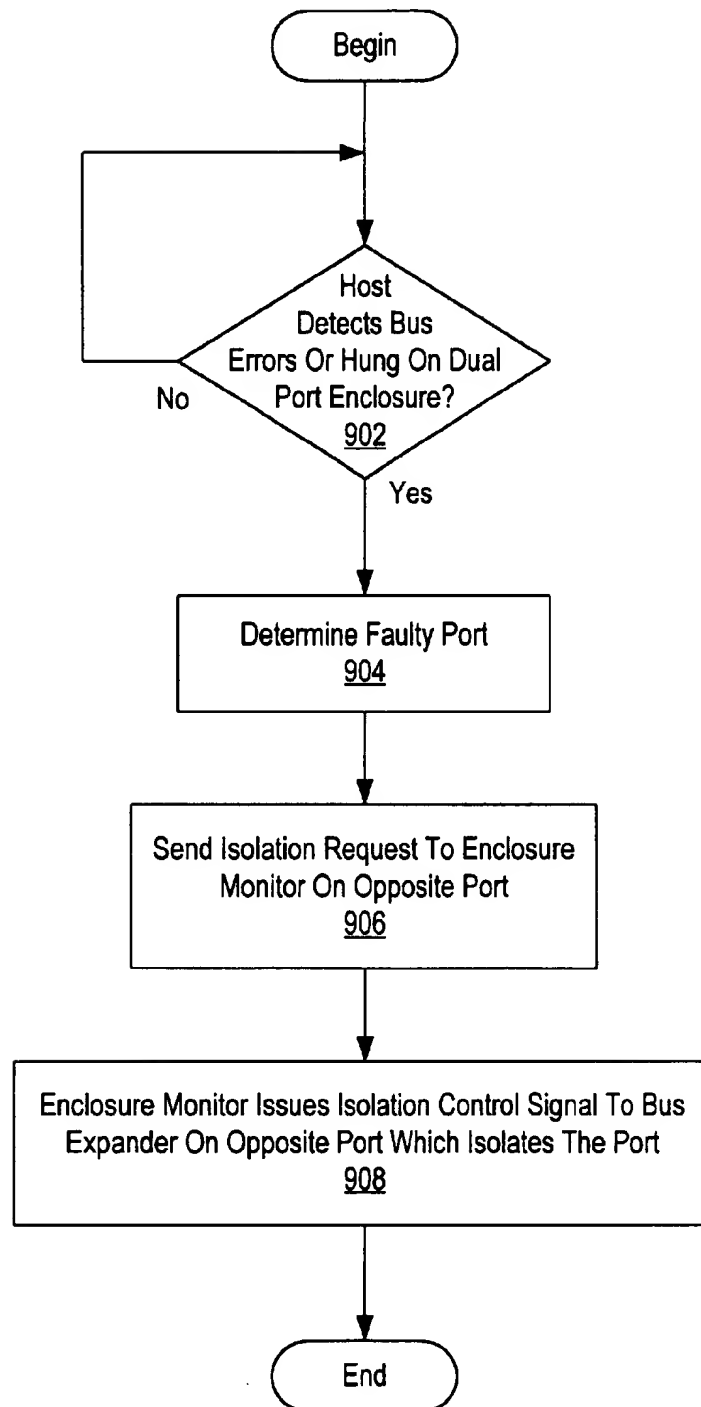 Begin
Host
Detects Bus
Errors Or Hung On Dual
Port Enclosure?
902
No
Yes
Determine Faulty Port
904
Send Isolation Request To Enclosure
Monitor On Opposite Port
906
Enclosure Monitor Issues Isolation Control Signal To Bus
Expander On Opposite Port Which Isolates The Port
908
End